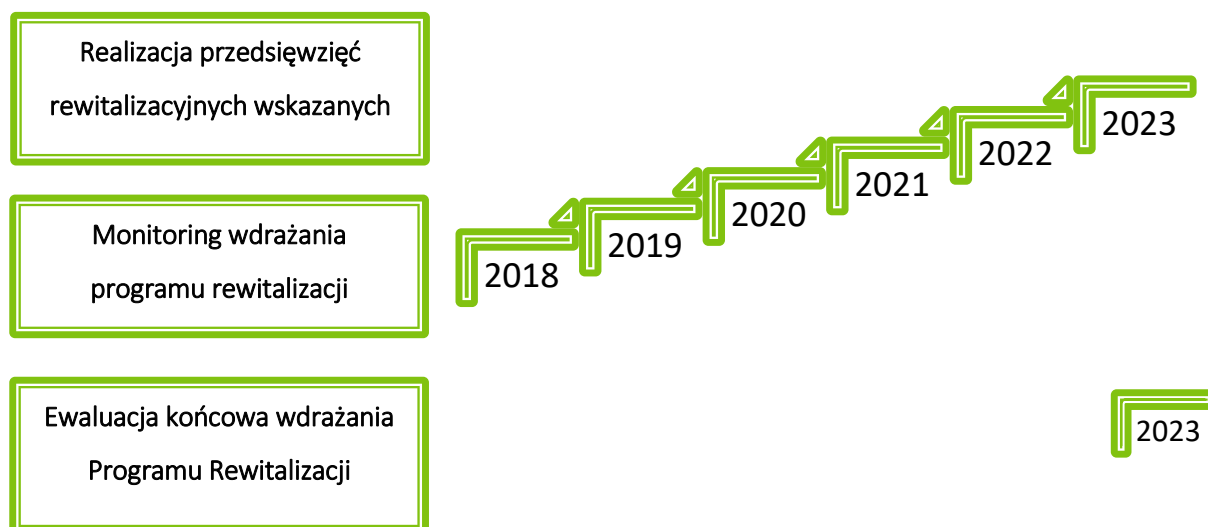 Realizacja przedsięwzięć
rewitalizacyjnych wskazanych
Monitoring wdrażania
programu rewitalizacji
2018
2019
2020
2021
2022
2023
Ewaluacja końcowa wdrażania
Programu Rewitalizacji
2023